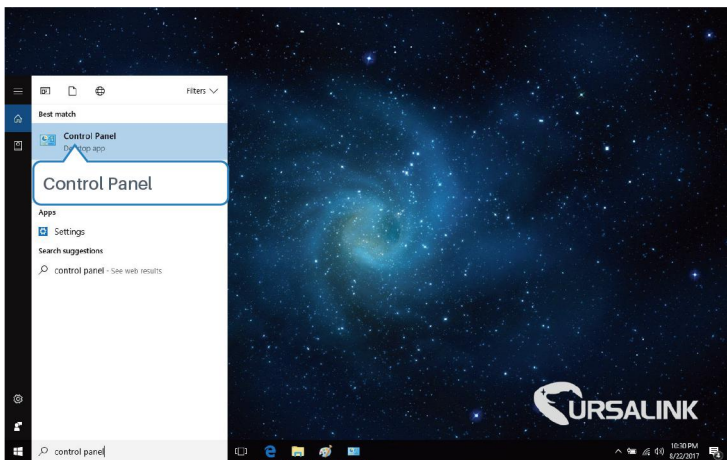 Filters
Best match
Control Panel
Desktop app
Control Panel
Apps
Settings
Search suggestions
control panel - See web results
URSALINK
control panel
10:30 PM
8/22/2017